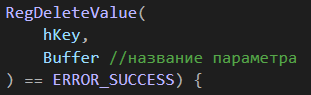 RegDeleteValue(
hKey,
Buffer //название параметра
) == ERROR_SUCCESS) {